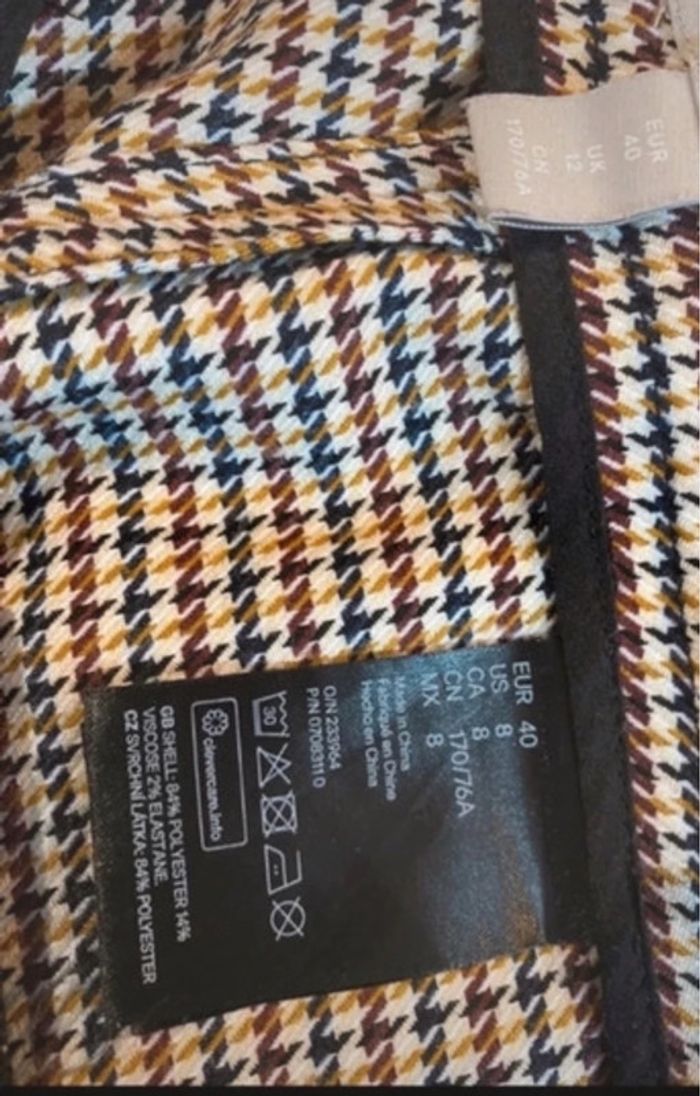 EUR
40
UK
12
CN
170/76A
EUR 40
US 8
CA 8
CN 170/76A
MX 8
Made in China
Fabriqué en Chine
Hecho en China
O/N 233964
P/N 0708311 0
30
clevercare.info
GB SHELL: 84% POLYESTER 14%
VISCOSE 2% ELASTANE.
CZ SVRCHNÍ LÁTKA: 84% POLYESTER